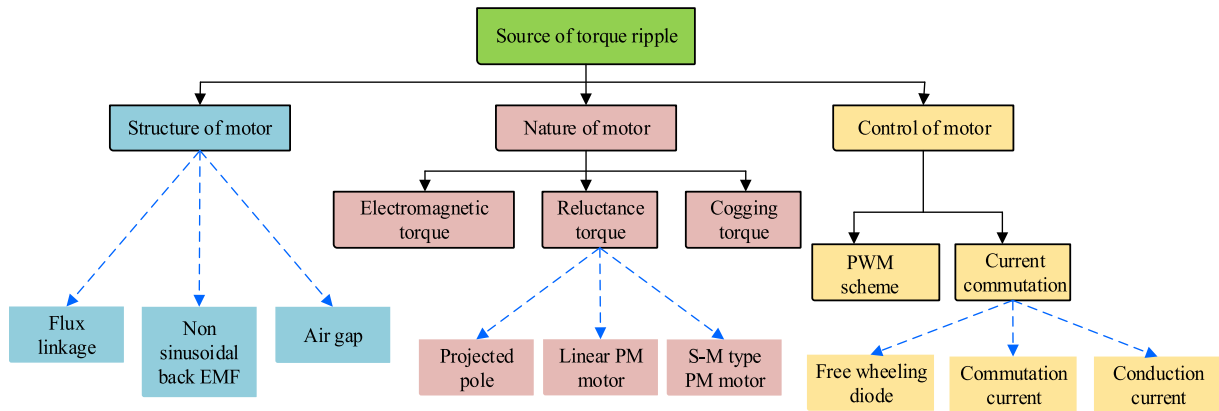 Source of torque ripple
Structure of motor
Nature of motor
Control of motor
Electromagnetic
torque
Reluctance
torque
Cogging
torque
PWM
scheme
Current
commutation
Flux
linkage
Non
sinusoidal
back EMF
Air gap
Projected
pole
Linear PM
motor
S-M type
PM motor
Free wheeling
diode
Commutation
current
Conduction
current